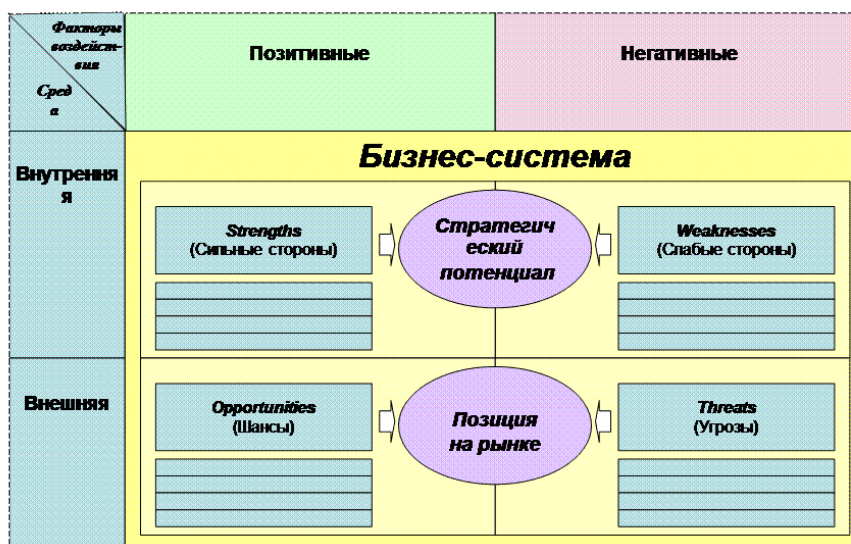 Факторы
воздейст-
вия
Сред
а
Позитивные
Негативные
Внутрення
я
Бизнес-система
Strengths
(Сильные стороны)
Стратегич
еский
потенциал
Weaknesses
(Слабые стороны)
Внешняя
Opportunities
(Шансы)
Позиция
на рынке
Threats
(Угрозы)